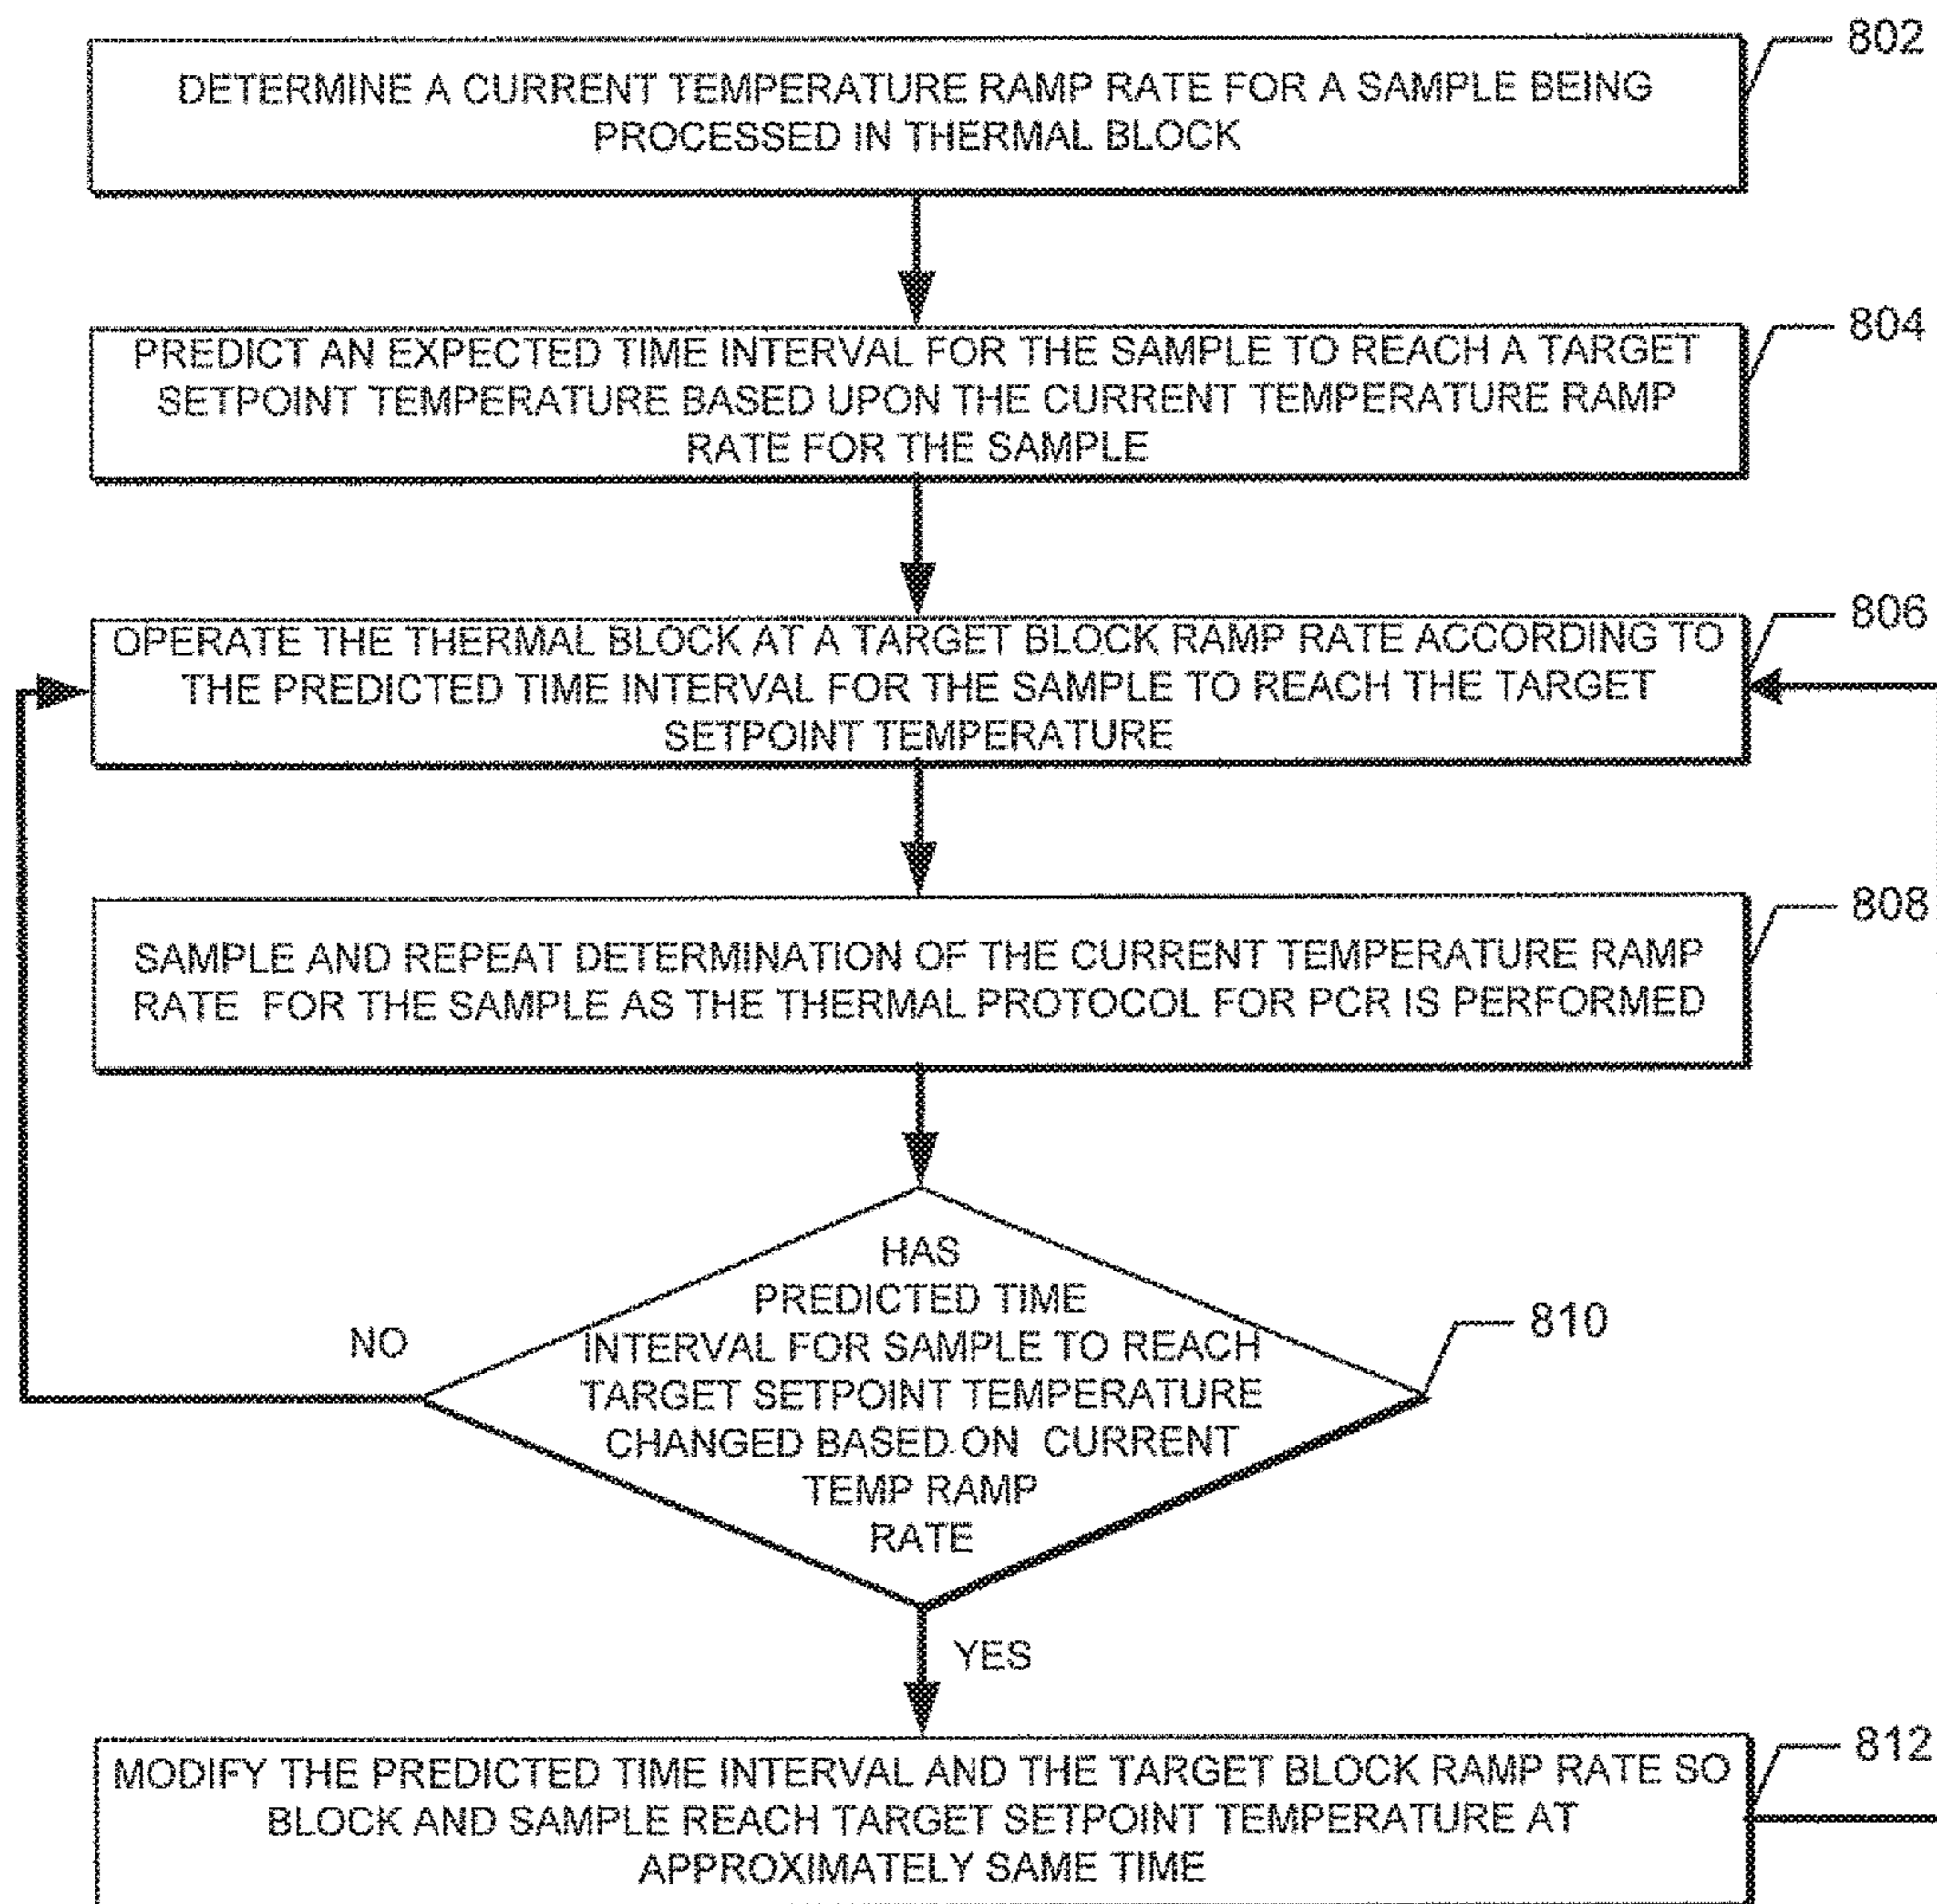 802
DETERMINE A CURRENT TEMPERATURE RAMP RATE FOR A SAMPLE BEING
PROCESSED IN THERMAL BLOCK
804
PREDICT AN EXPECTED TIME INTERVAL FOR THE SAMPLE TO REACH A TARGET
SETPOINT TEMPERATURE BASED UPON THE CURRENT TEMPERATURE RAMP
RATE FOR THE SAMPLE
806
OPERATE THE THERMAL BLOCK AT A TARGET BLOCK RAMP RATE ACCORDING TO
THE PREDICTED TIME INTERVAL FOR THE SAMPLE TO REACH THE TARGET
SETPOINT TEMPERATURE
808
SAMPLE AND REPEAT DETERMINATION OF THE CURRENT TEMPERATURE RAMP
RATE FOR THE SAMPLE AS THE THERMAL PROTOCOL FOR PCR IS PERFORMED
HAS
PREDICTED TIME
INTERVAL FOR SAMPLE TO REACH
TARGET SETPOINT TEMPERATURE
CHANGED BASED ON CURRENT
TEMP RAMP
RATE
810
NO
YES
812
MODIFY THE PREDICTED TIME INTERVAL AND THE TARGET BLOCK RAMP RATE SO
BLOCK AND SAMPLE REACH TARGET SETPOINT TEMPERATURE AT
APPROXIMATELY SAME TIME